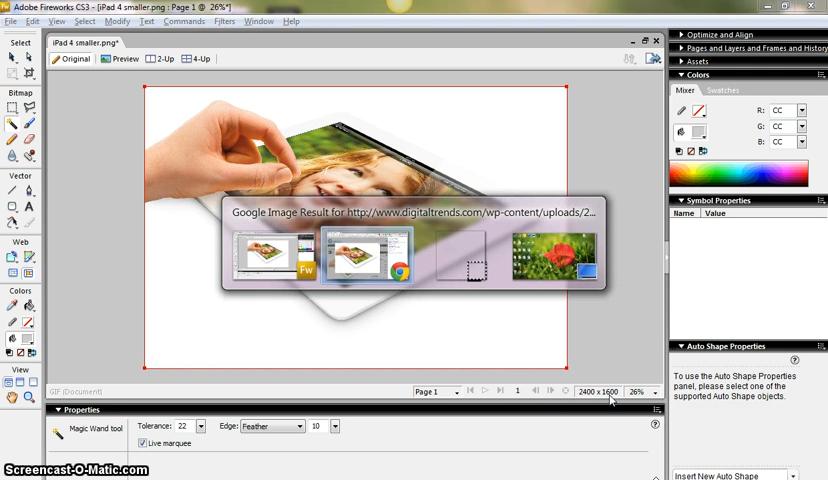 Adobe Fireworks CS3 - [iPad 4 smaller.png : Page 1 @ 26%*]
File Edit View Select Modify Text Commands Filters Window Help
Select
iPad 4 smaller.png*
Original Preview 2-Up 4-Up
Bitmap
Vector
Web
Colors
View
Google Image Result for http://www.digitaltrends.com/wp-content/uploads/2...
Fw
GIF (Document)
Page 1 1 2400 x 1600 26%
Properties
Magic Wand tool
Tolerance: 22 Edge: Feather 10
Live marquee
Optimize and Align
Pages and Layers and Frames and History
Assets
Colors
Mixer Swatches
R: CC
G: CC
B: CC
Symbol Properties
Name Value
Auto Shape Properties
To use the Auto Shape Properties
panel, please select one of the
supported Auto Shape objects.
Insert New Auto Shape
Screencast-O-Matic.com